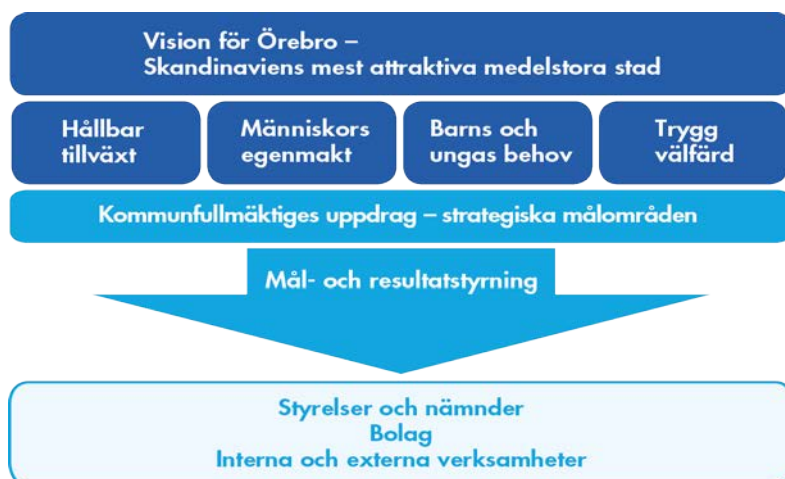 Vision för Örebro –
Skandinaviens mest attraktiva medelstora stad
Hållbar
tillväxt
Människors
egenmakt
Barns och
ungas behov
Trygg
välfärd
Kommunfullmäktiges uppdrag – strategiska målområden
Mål- och resultatstyrning
Styrelser och nämnder
Bolag
Interna och externa verksamheter